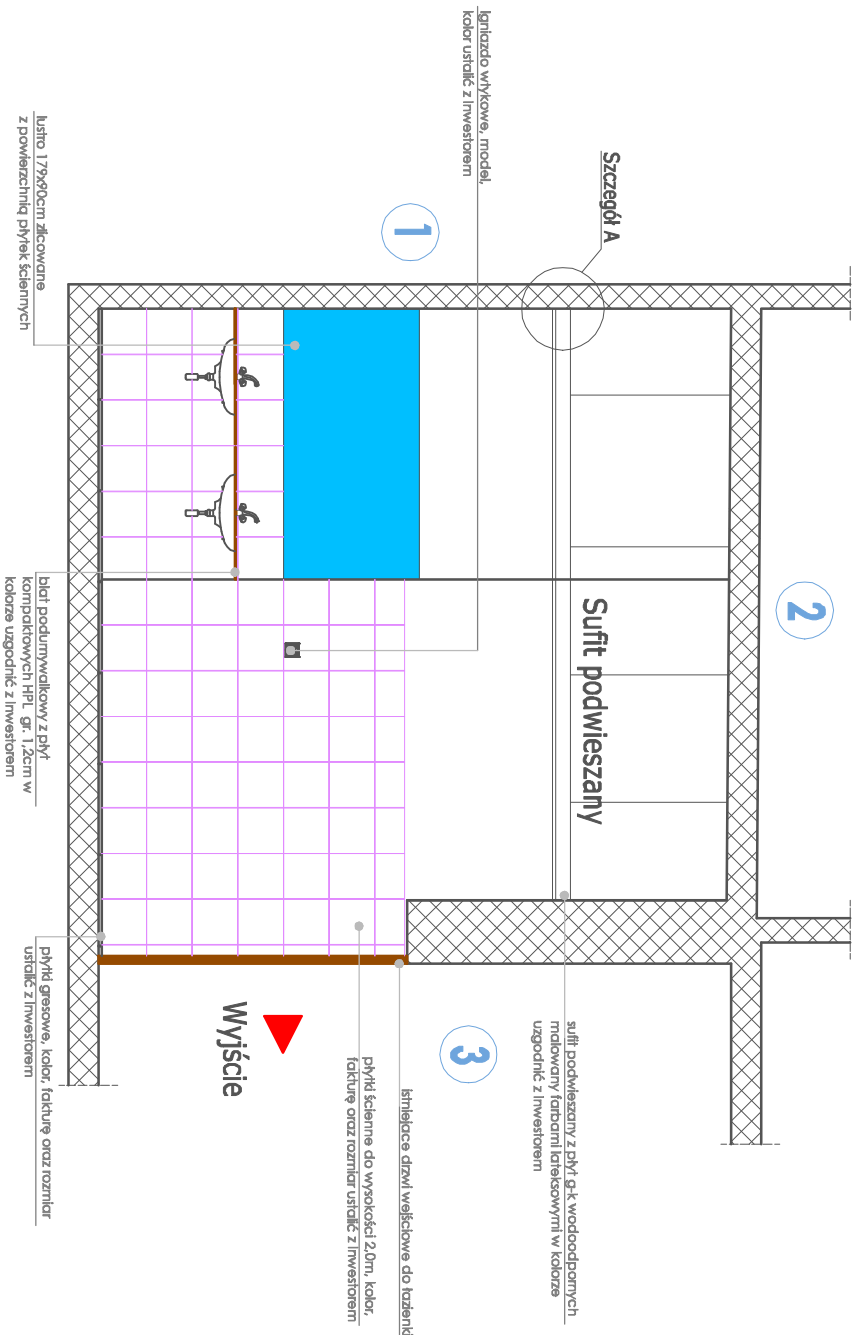 Szczegół A
Igniazdo wtykowe, model,
kolor ustalić z inwestorem
1
2
3
lustro 179x90cm zlicowane
z powierzchnią płytek ściennych
Sufit podwieszany
blat podumywalkowy z płyt
kompaktowych HPL gr. 1,2cm w
kolorze uzgodnić z inwestorem
Wyjście
płytki gresowe, kolor, fakturę oraz rozmiar
ustalić z inwestorem
płytki ścienne do wysokości 2,0m, kolor,
fakturę oraz rozmiar ustalić z inwestorem
istniejace drzwi wejściowe do łazienki
sufit podwieszany z płyt g-k wodoodpornych
malowany farbami lateksowymi w kolorze
uzgodnić z inwestorem